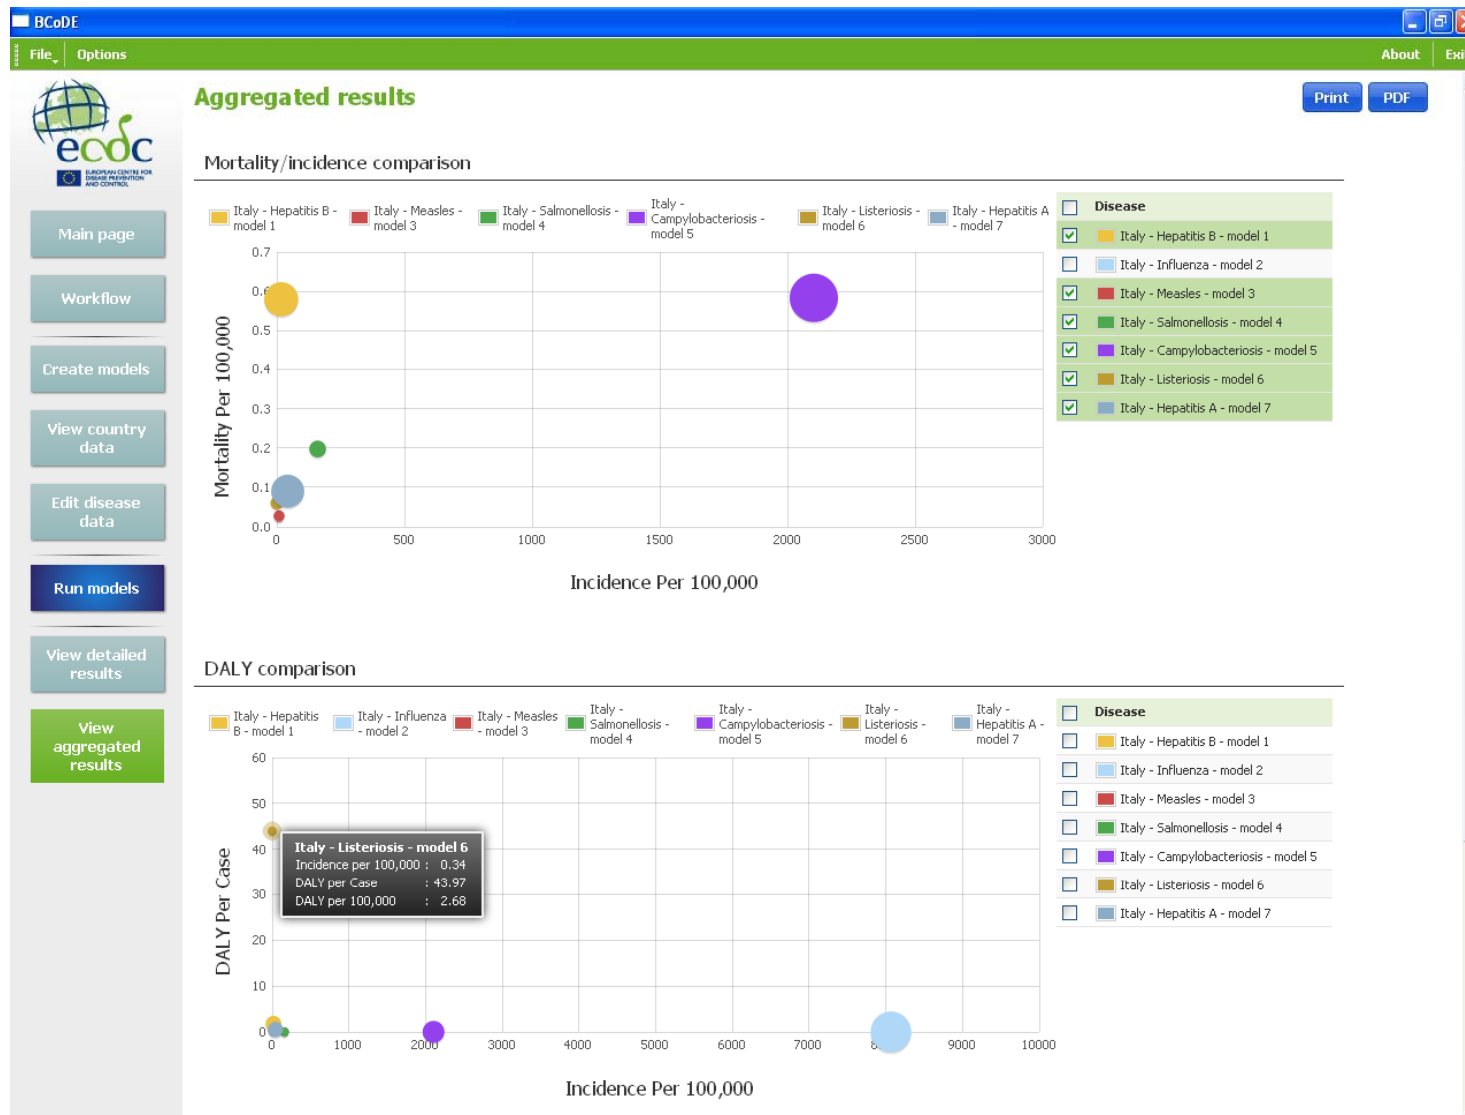 BCoDE
File Options About Exi
Aggregated results
Print PDF
ecdc
EUROPEAN CENTRE FOR
DISEASE PREVENTION
AND CONTROL
Main page
Workflow
Create models
View country
data
Edit disease
data
Run models
View detailed
results
View
aggregated
results
Mortality/incidence comparison
Italy - Hepatitis B -
model 1
Italy - Measles -
model 3
Italy - Salmonellosis -
model 4
Italy -
Campylobacteriosis -
model 5
Italy - Listeriosis -
model 6
Italy - Hepatitis A
- model 7
Mortality Per 100,000
0.7
0.6
0.5
0.4
0.3
0.2
0.1
0.0
0 500 1000 1500 2000 2500 3000
Incidence Per 100,000
Disease
Italy - Hepatitis B - model 1
Italy - Influenza - model 2
Italy - Measles - model 3
Italy - Salmonellosis - model 4
Italy - Campylobacteriosis - model 5
Italy - Listeriosis - model 6
Italy - Hepatitis A - model 7
DALY comparison
Italy - Hepatitis
B - model 1
Italy - Influenza
- model 2
Italy - Measles
- model 3
Italy -
Salmonellosis -
model 4
Italy -
Campylobacteriosis -
model 5
Italy -
Listeriosis -
model 6
Italy -
Hepatitis A -
model 7
DALY Per Case
60
50
40
30
20
10
0
Italy - Listeriosis - model 6
Incidence per 100,000 : 0.34
DALY per Case : 43.97
DALY per 100,000 : 2.68
0 1000 2000 3000 4000 5000 6000 7000 8000 9000 10000
Incidence Per 100,000
Disease
Italy - Hepatitis B - model 1
Italy - Influenza - model 2
Italy - Measles - model 3
Italy - Salmonellosis - model 4
Italy - Campylobacteriosis - model 5
Italy - Listeriosis - model 6
Italy - Hepatitis A - model 7